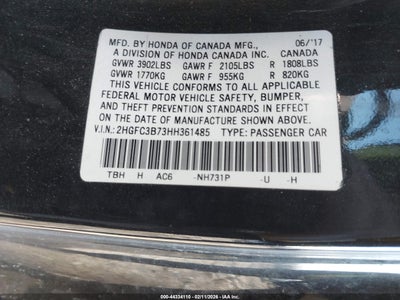 MFD. BY HONDA OF CANADA MFG., 06/'17
A DIVISION OF HONDA CANADA INC. CANADA
GVWR 3902LBS GAWR F 2105LBS R 1808LBS
GVWR 1770KG GAWR F 955KG R 820KG
THIS VEHICLE CONFORMS TO ALL APPLICABLE
FEDERAL MOTOR VEHICLE SAFETY, BUMPER,
AND THEFT PREVENTION STANDARDS IN
EFFECT ON THE DATE OF MANUFACTURE
SHOWN ABOVE.
V.I.N.: 2HGFC3B73HH361485 TYPE: PASSENGER CAR
TBH H AC6 -NH731P -U -H
000-44334110 - 02/11/2026 - IAAI.COM